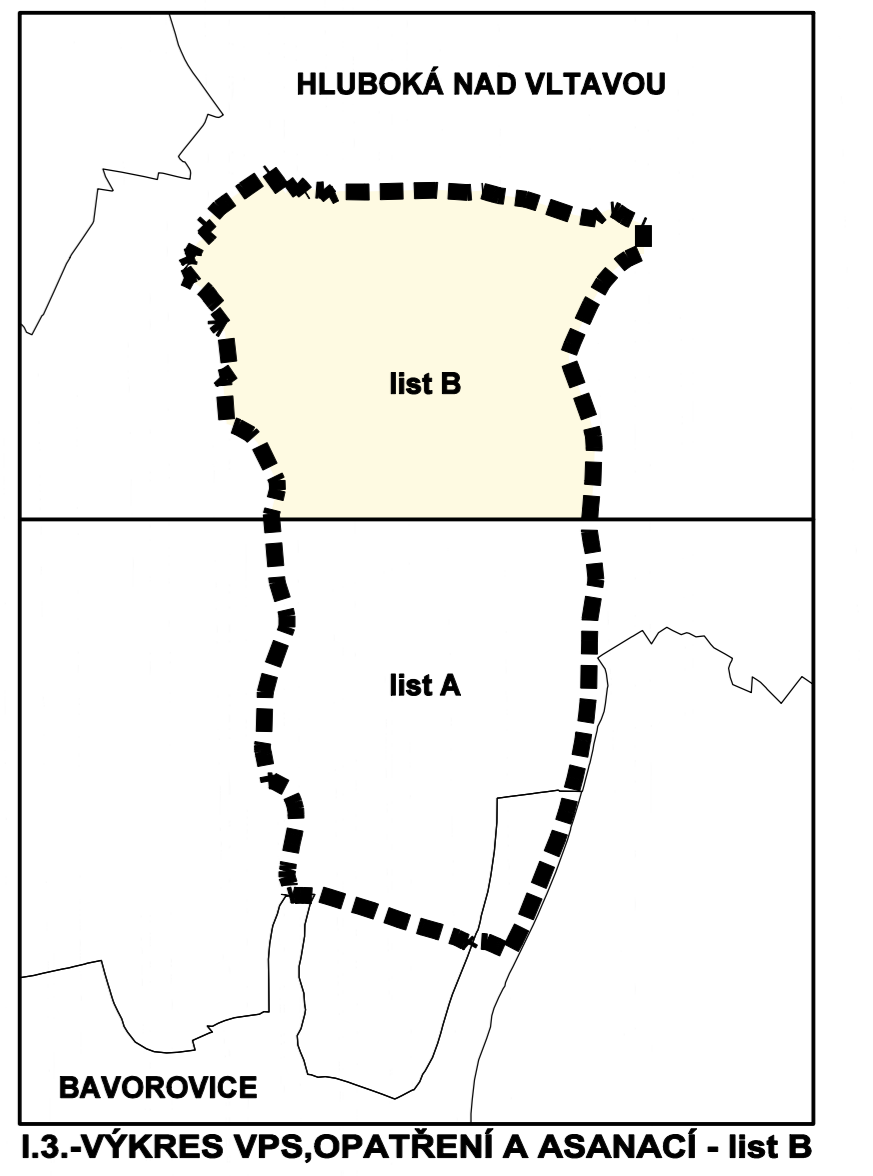 HLUBOKÁ NAD VLTAVOU
list B
list A
BAVOROVICE
I.3.-VÝKRES VPS,OPATŘENÍ A ASANACÍ - list B